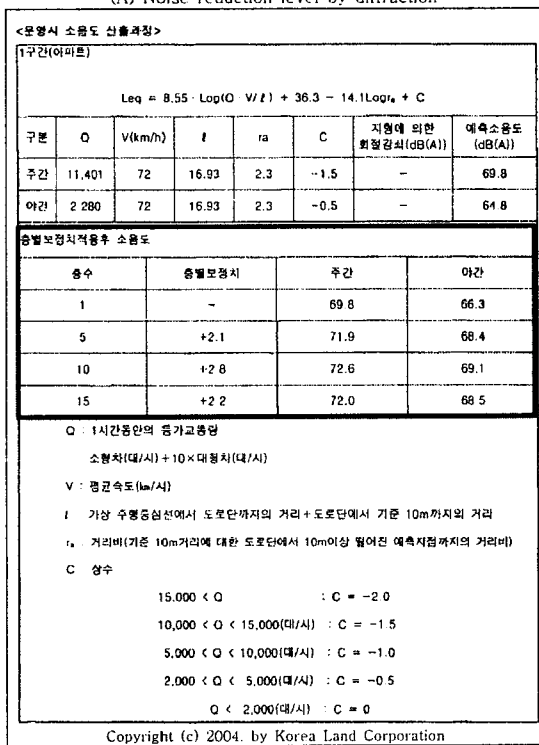 (A) Noise reduction level by diffraction
<문영시 소음도 산출과정>
1구간(아파트)
Leq = 8.55 · Log(Q · V/ℓ) + 36.3 - 14.1Logrₐ + C
구분 Q V(km/h) ℓ ra C 지형에 의한 회절감쇠(dB(A)) 예측소음도 (dB(A))
주간 11,401 72 16.93 2.3 -1.5 - 69.8
야간 2 280 72 16.93 2.3 -0.5 - 64.8
층별보정치적용후 소음도
층수 층별보정치 주간 야간
1 - 69.8 66.3
5 +2.1 71.9 68.4
10 +2 8 72.6 69.1
15 +2 2 72.0 68 5
Q : 1시간동안의 등가교통량
소형차(대/시)+10×대형차(대/시)
V : 평균속도(km/시)
ℓ 가상 주행중심선에서 도로단까지의 거리+도로단에서 기준 10m까지의 거리
rₐ 거리비(기준 10m거리에 대한 도로단에서 10m이상 떨어진 예측지점까지의 거리비)
C 상수
15,000 < Q : C = -2 0
10,000 < Q < 15,000(대/시) : C = -1.5
5,000 < Q < 10,000(대/시) : C = -1.0
2,000 < Q < 5,000(대/시) : C = -0.5
Q < 2,000(대/시) : C = 0
Copyright (c) 2004. by Korea Land Corporation